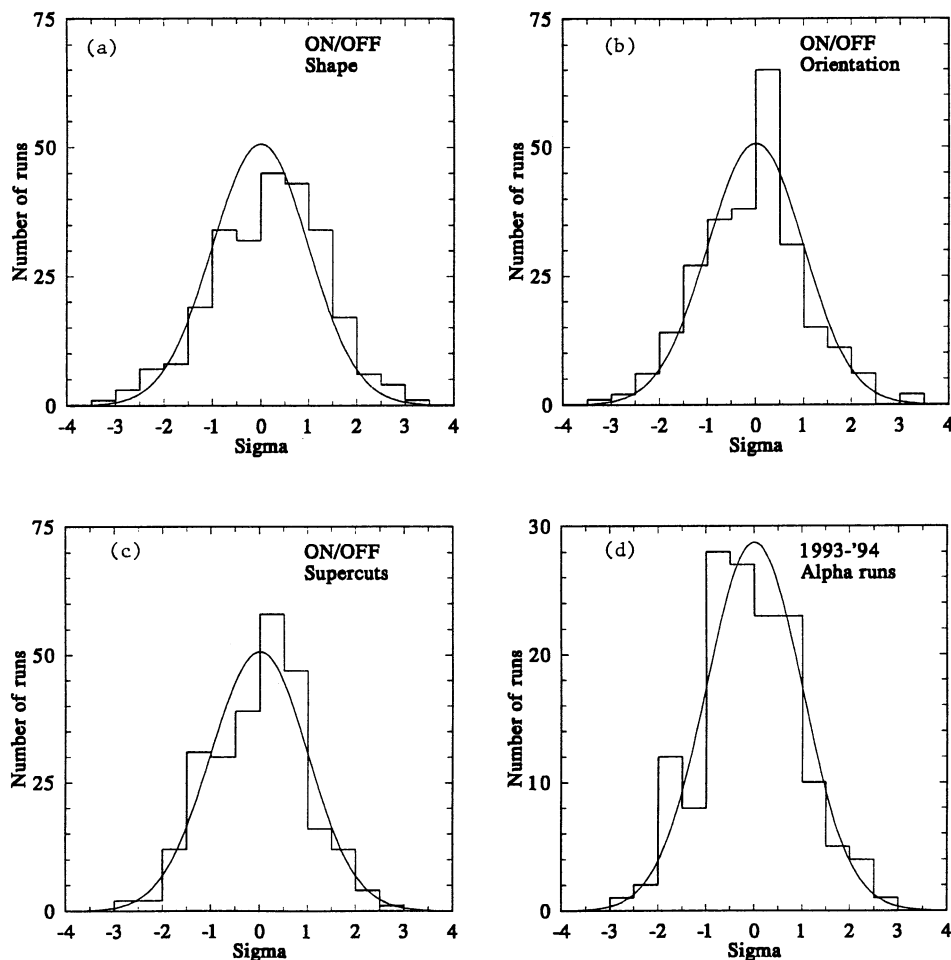 (a)
ON/OFF
Shape
75
50
25
0
Number of runs
-4 -3 -2 -1 0 1 2 3 4
Sigma
(b)
ON/OFF
Orientation
75
50
25
0
Number of runs
-4 -3 -2 -1 0 1 2 3 4
Sigma
(c)
ON/OFF
Supercuts
75
50
25
0
Number of runs
-4 -3 -2 -1 0 1 2 3 4
Sigma
(d)
1993-'94
Alpha runs
30
20
10
0
Number of runs
-4 -3 -2 -1 0 1 2 3 4
Sigma